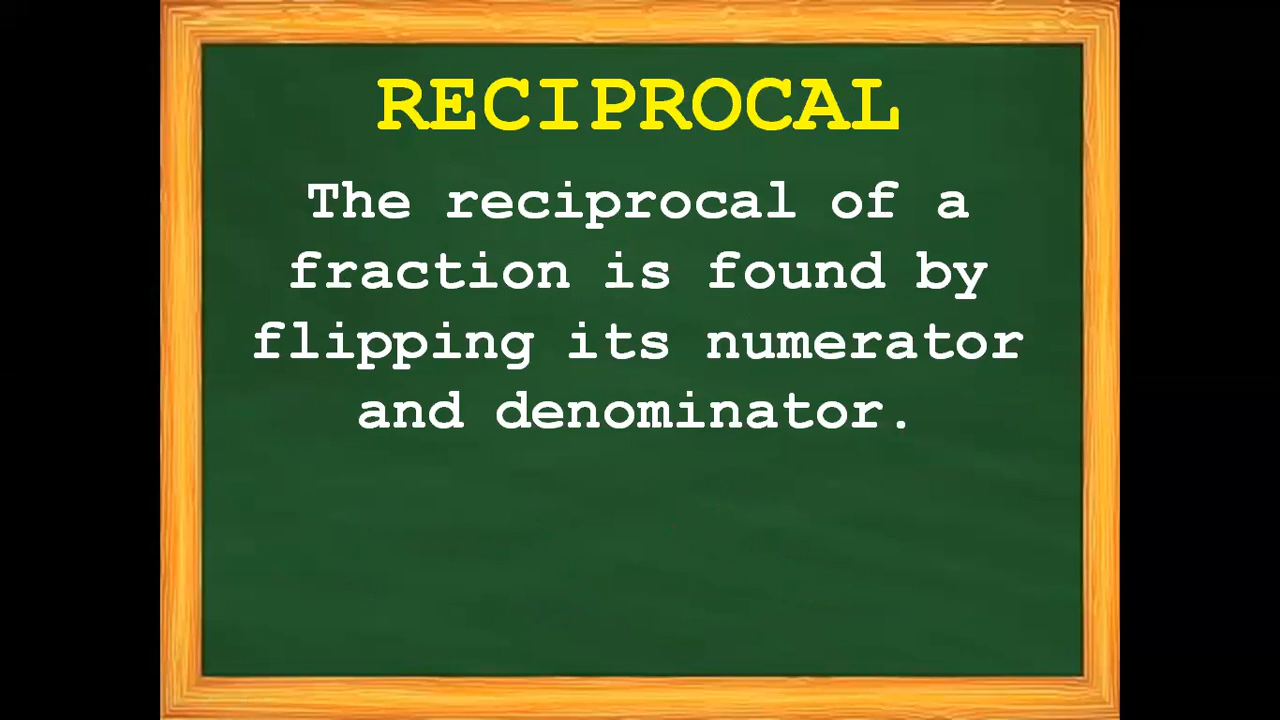 RECIPROCAL
The reciprocal of a
fraction is found by
flipping its numerator
and denominator.